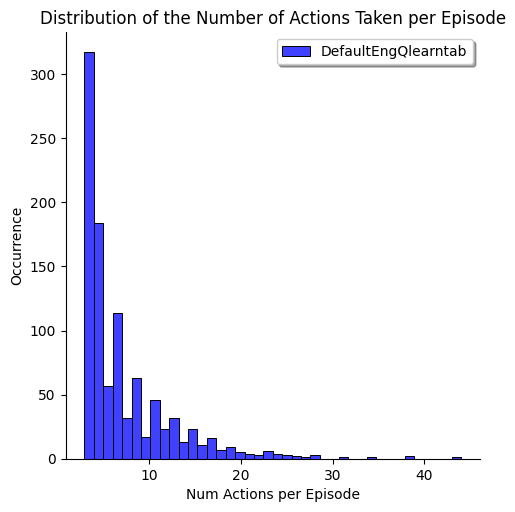 Distribution of the Number of Actions Taken per Episode
DefaultEngQlearntab
Occurrence
300
250
200
150
100
50
0
10
20
30
40
Num Actions per Episode